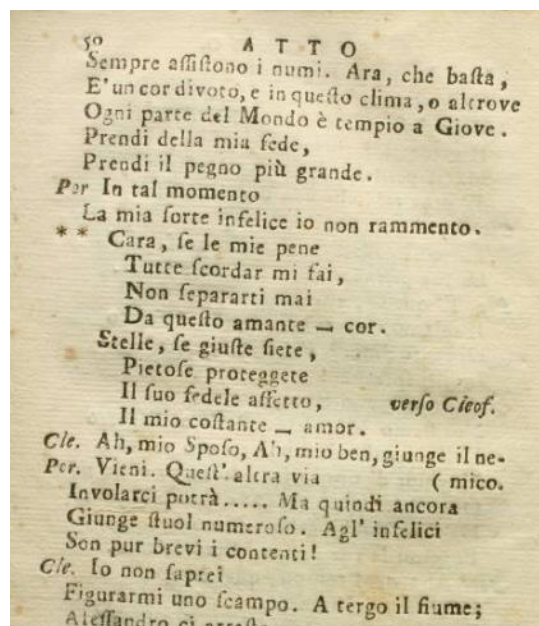 50 ATTO
Sempre aſſiſtono i numi. Ara, che baſta,
E' un cor divoto, e in queſto clima, o altrove
Ogni parte del Mondo è tempio a Giove.
Prendi della mia fede,
Prendi il pegno più grande.
Per In tal momento
La mia ſorte infelice io non rammento.
** Cara, ſe le mie pene
Tutte ſcordar mi fai,
Non ſepararti mai
Da queſto amante — cor.
Stelle, ſe giuſte ſiete,
Pietoſe proteggete
Il ſuo fedele affetto, verſo Cleof.
Il mio coſtante — amor.
Cle. Ah, mio Spoſo, Ah, mio ben, giunge il ne-
Per. Vieni. Queſt' altra via ( mico.
Involarci potrà..... Ma quindi ancora
Giunge ſtuol numeroſo. Agl' infelici
Son pur brevi i contenti!
Cle. Io non ſaprei
Figurarmi uno ſcampo. A tergo il fiume;
Aleſſandro ci